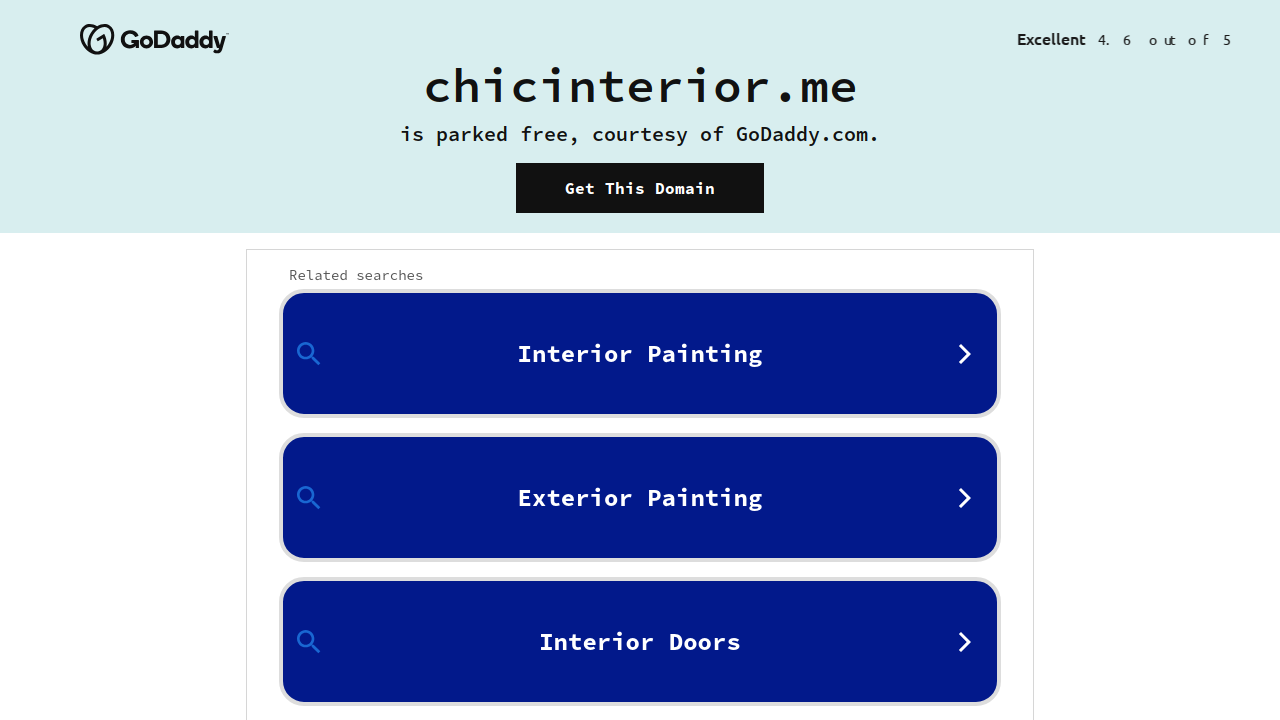 GoDaddy
Excellent 4.6 out of 5
chicinterior.me
is parked free, courtesy of GoDaddy.com.
Get This Domain
Related searches
Interior Painting
Exterior Painting
Interior Doors